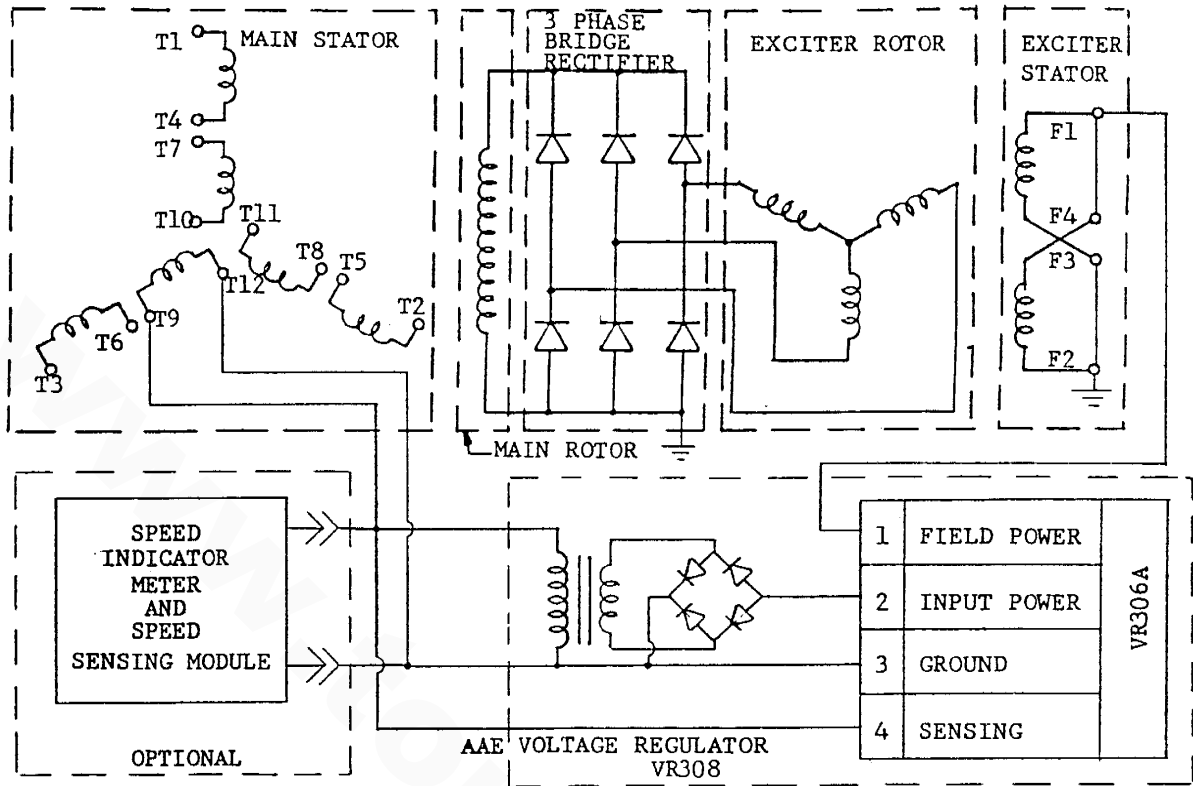 MAIN STATOR
T1
T4
T7
T10
T11
T8
T5
T2
T12
T9
T6
T3
3 PHASE
BRIDGE
RECTIFIER
EXCITER ROTOR
EXCITER
STATOR
F1
F4
F3
F2
MAIN ROTOR
SPEED
INDICATOR
METER
AND
SPEED
SENSING MODULE
OPTIONAL
1 FIELD POWER
2 INPUT POWER
3 GROUND
4 SENSING
VR306A
AAE VOLTAGE REGULATOR
VR308